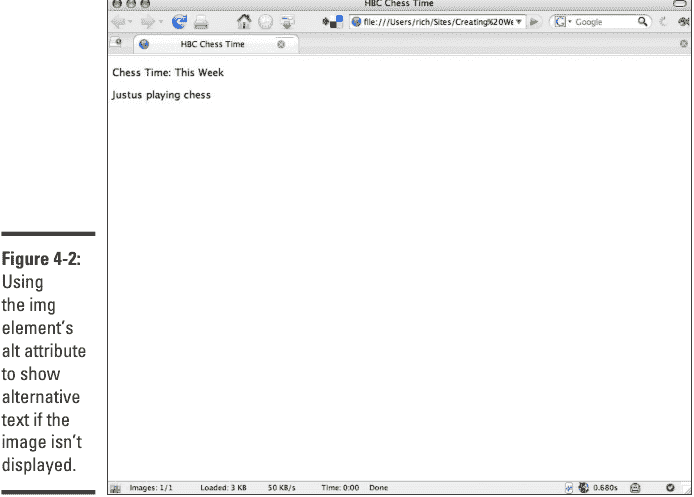 HBC Chess Time
file:///Users/rich/Sites/Creating%20We
Google
HBC Chess Time
Chess Time: This Week
Justus playing chess
Figure 4-2:
Using
the img
element's
alt attribute
to show
alternative
text if the
image isn't
displayed.
Images: 1/1 Loaded: 3 KB 50 KB/s Time: 0:00 Done 0.680s